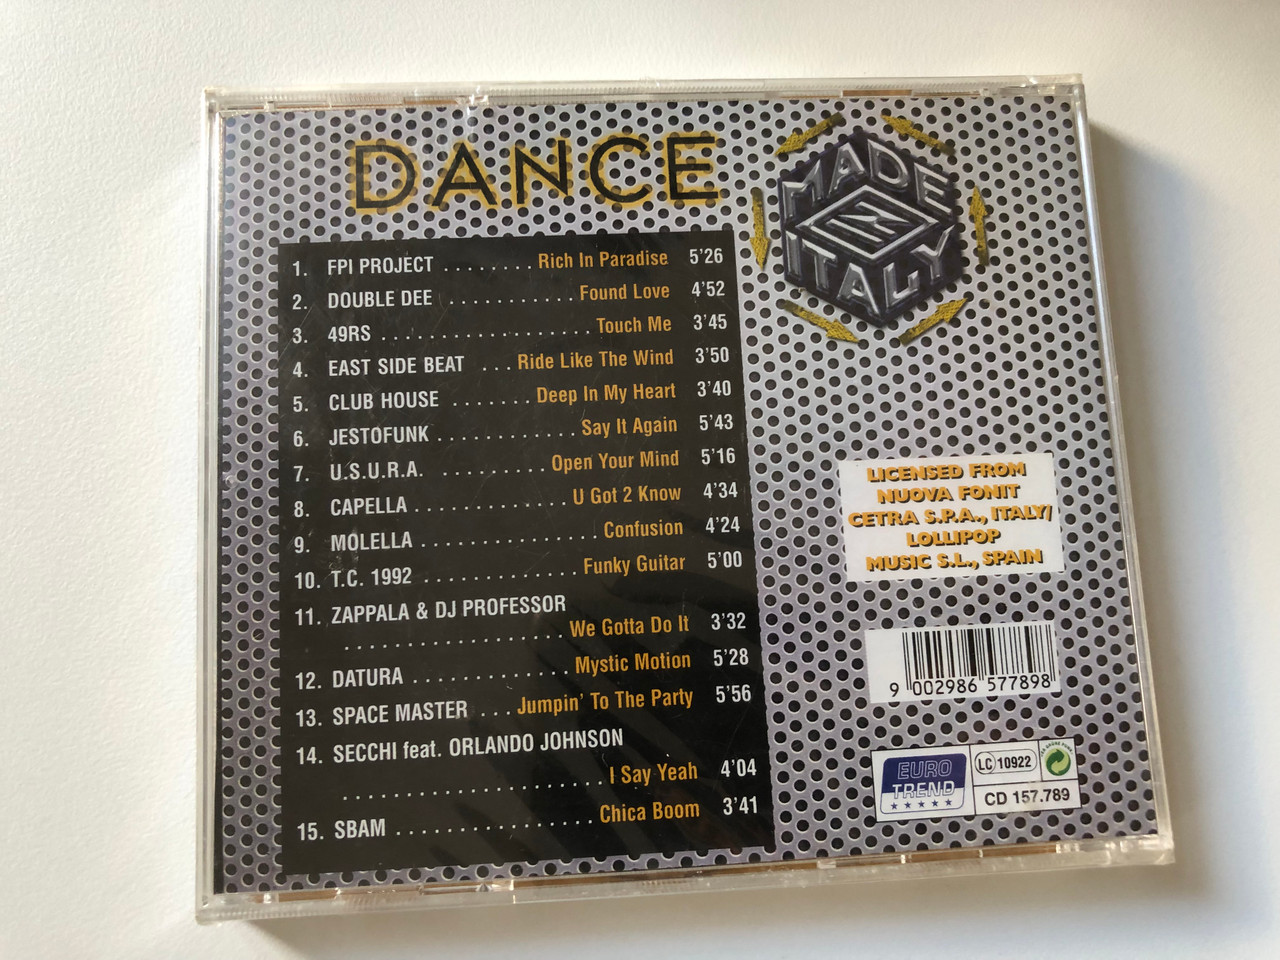 DANCE
MADE
IN
ITALY
1. FPI PROJECT ........ Rich In Paradise 5'26
2. DOUBLE DEE ........... Found Love 4'52
3. 49RS .................. Touch Me 3'45
4. EAST SIDE BEAT ... Ride Like The Wind 3'50
5. CLUB HOUSE ....... Deep In My Heart 3'40
6. JESTOFUNK ............ Say It Again 5'43
7. U.S.U.R.A. ......... Open Your Mind 5'16
8. CAPELLA ............. U Got 2 Know 4'34
9. MOLELLA ............... Confusion 4'24
10. T.C. 1992 ............. Funky Guitar 5'00
11. ZAPPALA & DJ PROFESSOR
................... We Gotta Do It 3'32
12. DATURA ............. Mystic Motion 5'28
13. SPACE MASTER ... Jumpin' To The Party 5'56
14. SECCHI feat. ORLANDO JOHNSON
...................... I Say Yeah 4'04
15. SBAM ................. Chica Boom 3'41
LICENSED FROM
NUOVA FONIT
CETRA S.P.A., ITALY/
LOLLIPOP
MUSIC S.L., SPAIN
9 002986 577898
EURO
TREND
LC 10922
CD 157.789